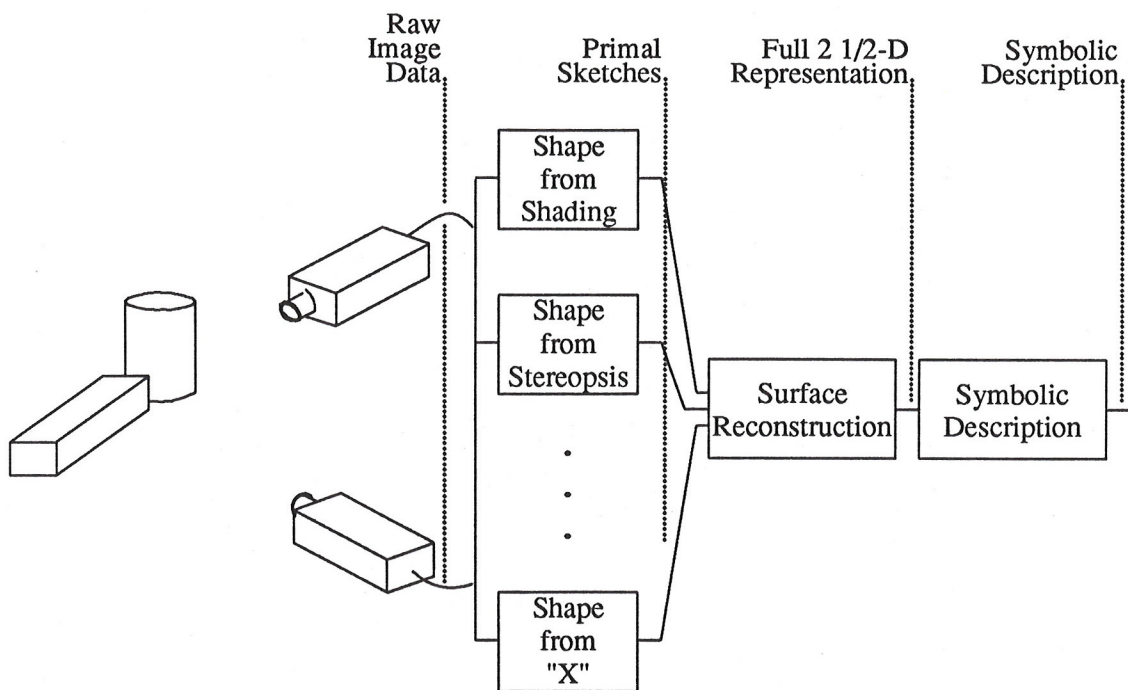 Raw
Image
Data
Primal
Sketches
Full 2 1/2-D
Representation
Symbolic
Description
Shape
from
Shading
Shape
from
Stereopsis
Surface
Reconstruction
Symbolic
Description
Shape
from
"X"